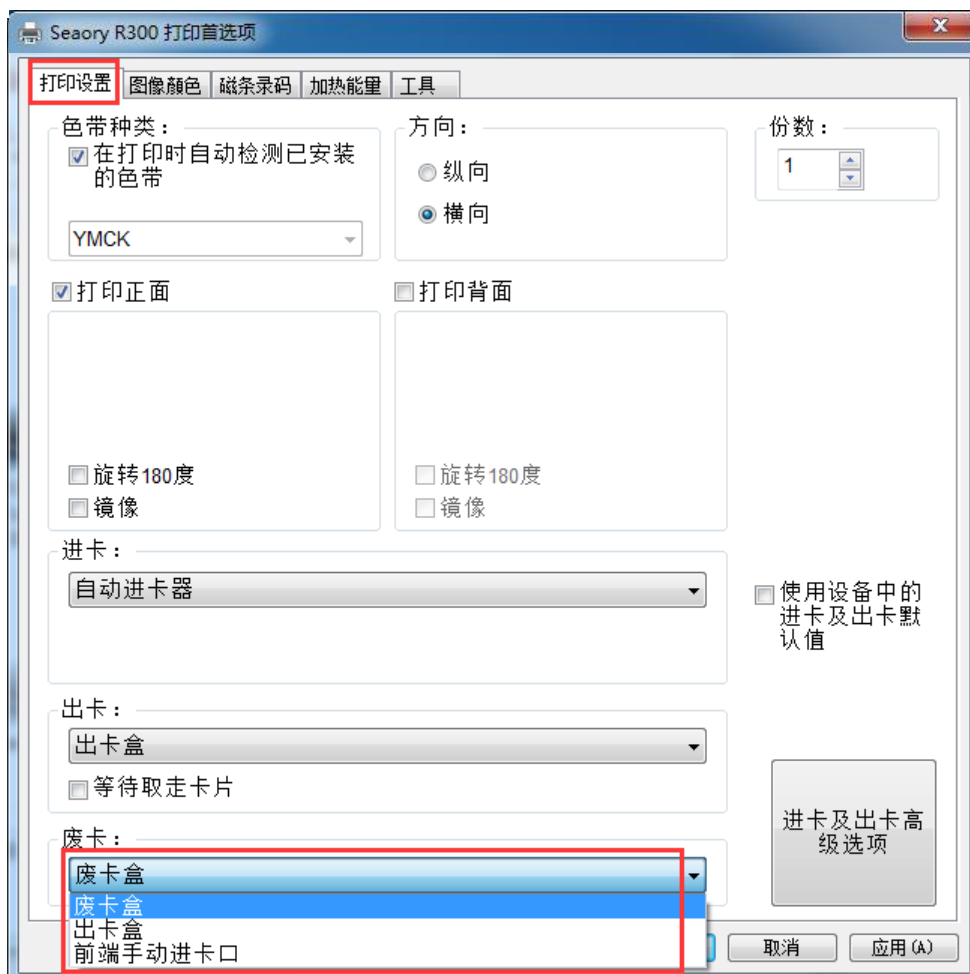 Seaory R300 打印首选项
打印设置 图像顏色 磁条录码 加热能量 工具
色带种类：
在打印时自动检测已安装
的色带
YMCK
方向：
纵向
横向
份数：
1
打印正面
旋转180度
镜像
打印背面
旋转180度
镜像
进卡：
自动进卡器
使用设备中的
进卡及出卡默
认值
出卡：
出卡盒
等待取走卡片
进卡及出卡高
级选项
废卡：
废卡盒
废卡盒
出卡盒
前端手动进卡口
取消
应用(A)